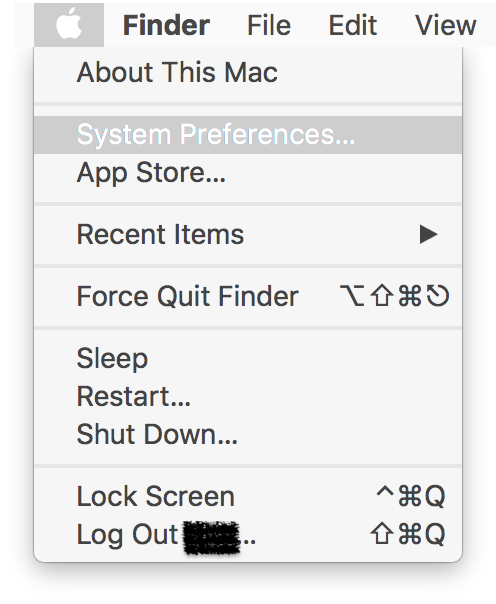 Finder File Edit View
About This Mac
System Preferences...
App Store...
Recent Items ▶
Force Quit Finder ⌥⇧⌘⎋
Sleep
Restart...
Shut Down...
Lock Screen ^⌘Q
Log Out ... ⇧⌘Q